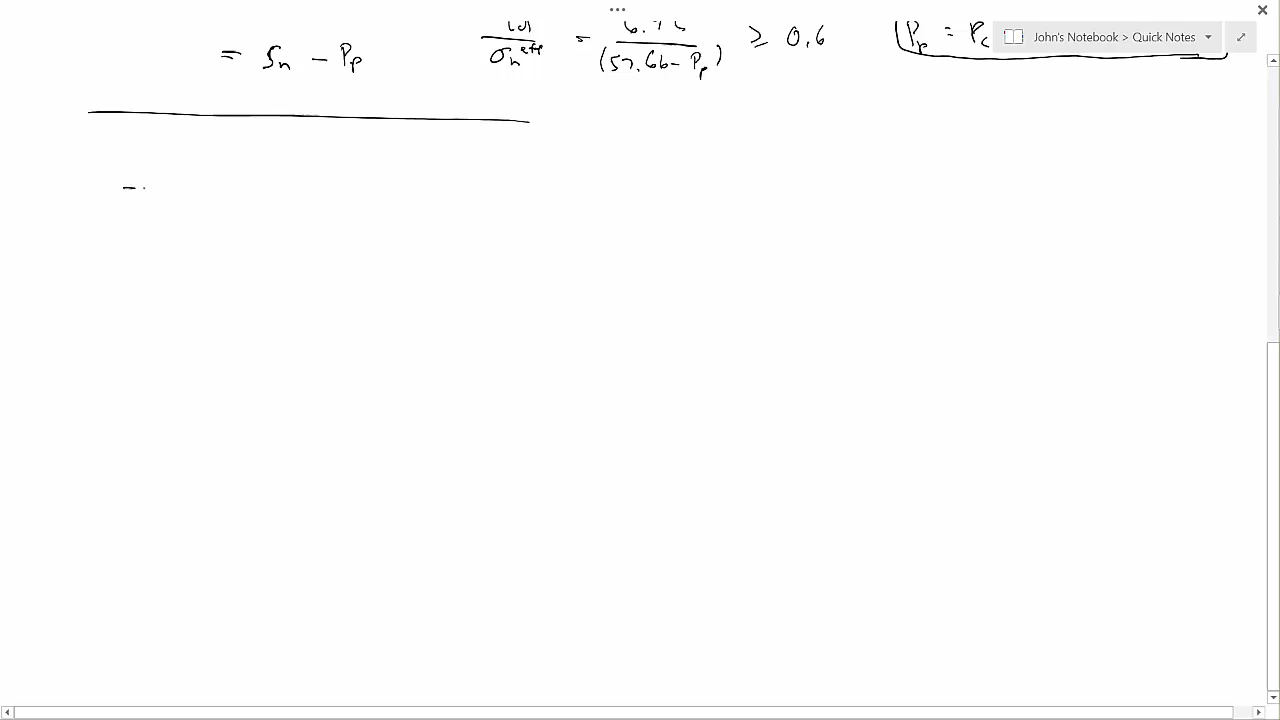 = Sn - Pp
σn eff = (57.66 - Pp) ≥ 0.6
Pp = Pc
John's Notebook > Quick Notes